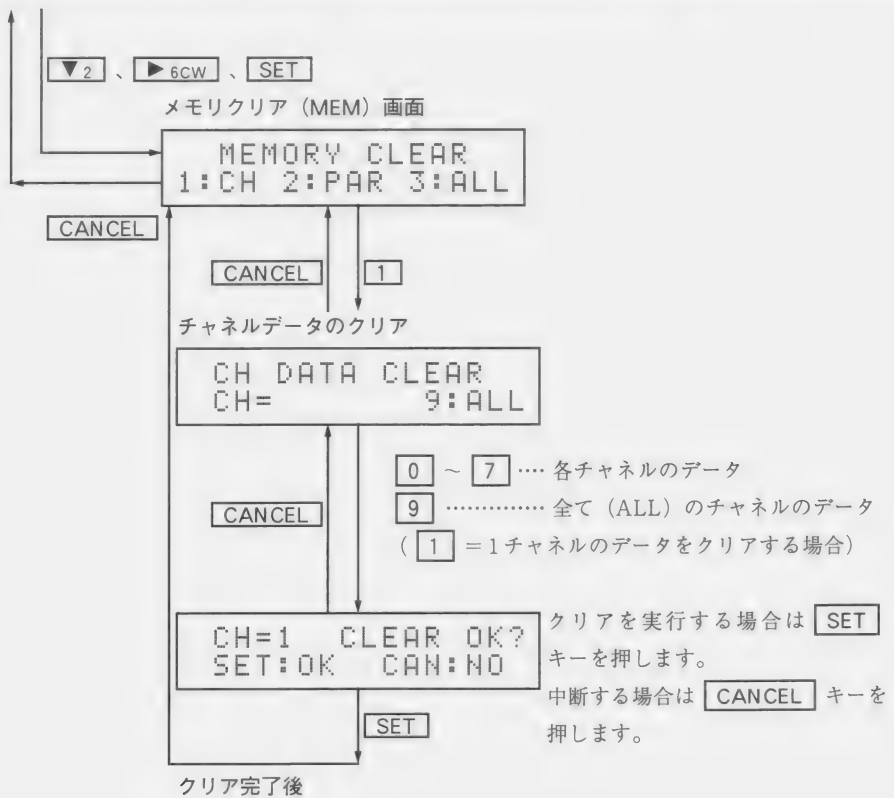 ▼2 、 ▶6CW 、 SET
メモリクリア（MEM）画面
MEMORY CLEAR
1:CH 2:PAR 3:ALL
CANCEL
CANCEL 1
チャネルデータのクリア
CH DATA CLEAR
CH= 9:ALL
0 ～ 7 ···· 各チャネルのデータ
CANCEL
9 ·············· 全て（ALL）のチャネルのデータ
（ 1 ＝1チャネルのデータをクリアする場合）
CH=1 CLEAR OK?
SET:OK CAN:NO
クリアを実行する場合は SET
キーを押します。
中断する場合は CANCEL キーを
押します。
SET
クリア完了後